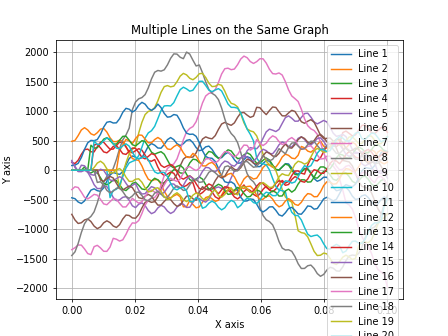 Multiple Lines on the Same Graph
2000
1500
1000
500
0
−500
−1000
−1500
−2000
Y axis
0.00
0.02
0.04
0.06
0.08
X axis
Line 1
Line 2
Line 3
Line 4
Line 5
Line 6
Line 7
Line 8
Line 9
Line 10
Line 11
Line 12
Line 13
Line 14
Line 15
Line 16
Line 17
Line 18
Line 19
Line 20